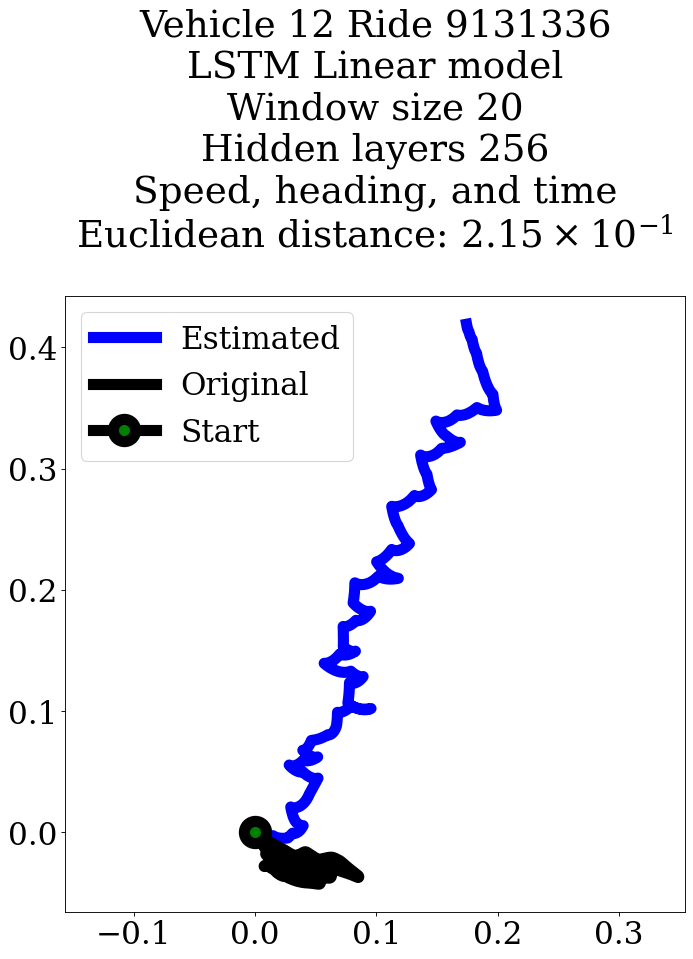 Vehicle 12 Ride 9131336
LSTM Linear model
Window size 20
Hidden layers 256
Speed, heading, and time
Euclidean distance: 2.15 × 10⁻¹
Estimated
Original
Start
0.4
0.3
0.2
0.1
0.0
−0.1 0.0 0.1 0.2 0.3